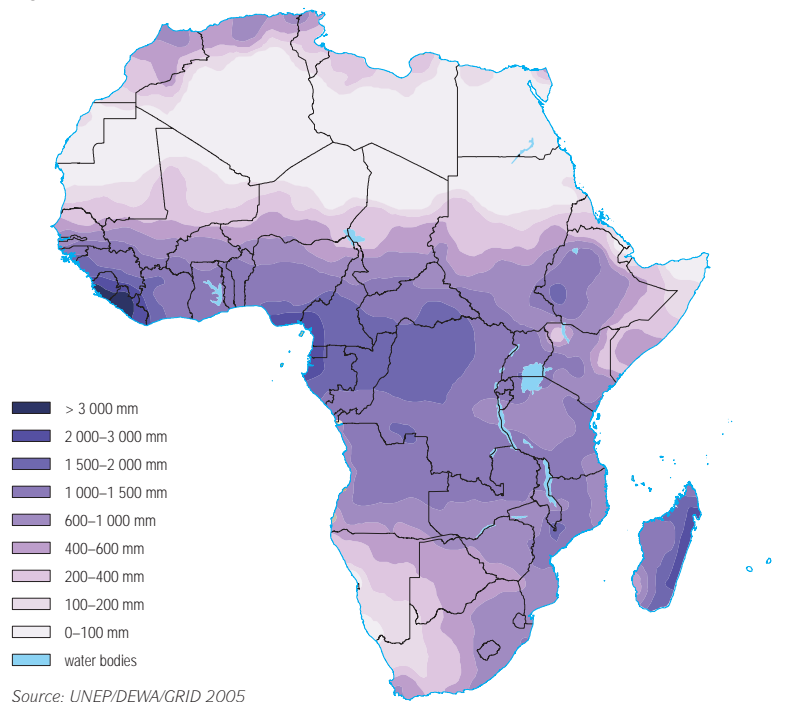 > 3 000 mm
2 000–3 000 mm
1 500–2 000 mm
1 000–1 500 mm
600–1 000 mm
400–600 mm
200–400 mm
100–200 mm
0–100 mm
water bodies
Source: UNEP/DEWA/GRID 2005